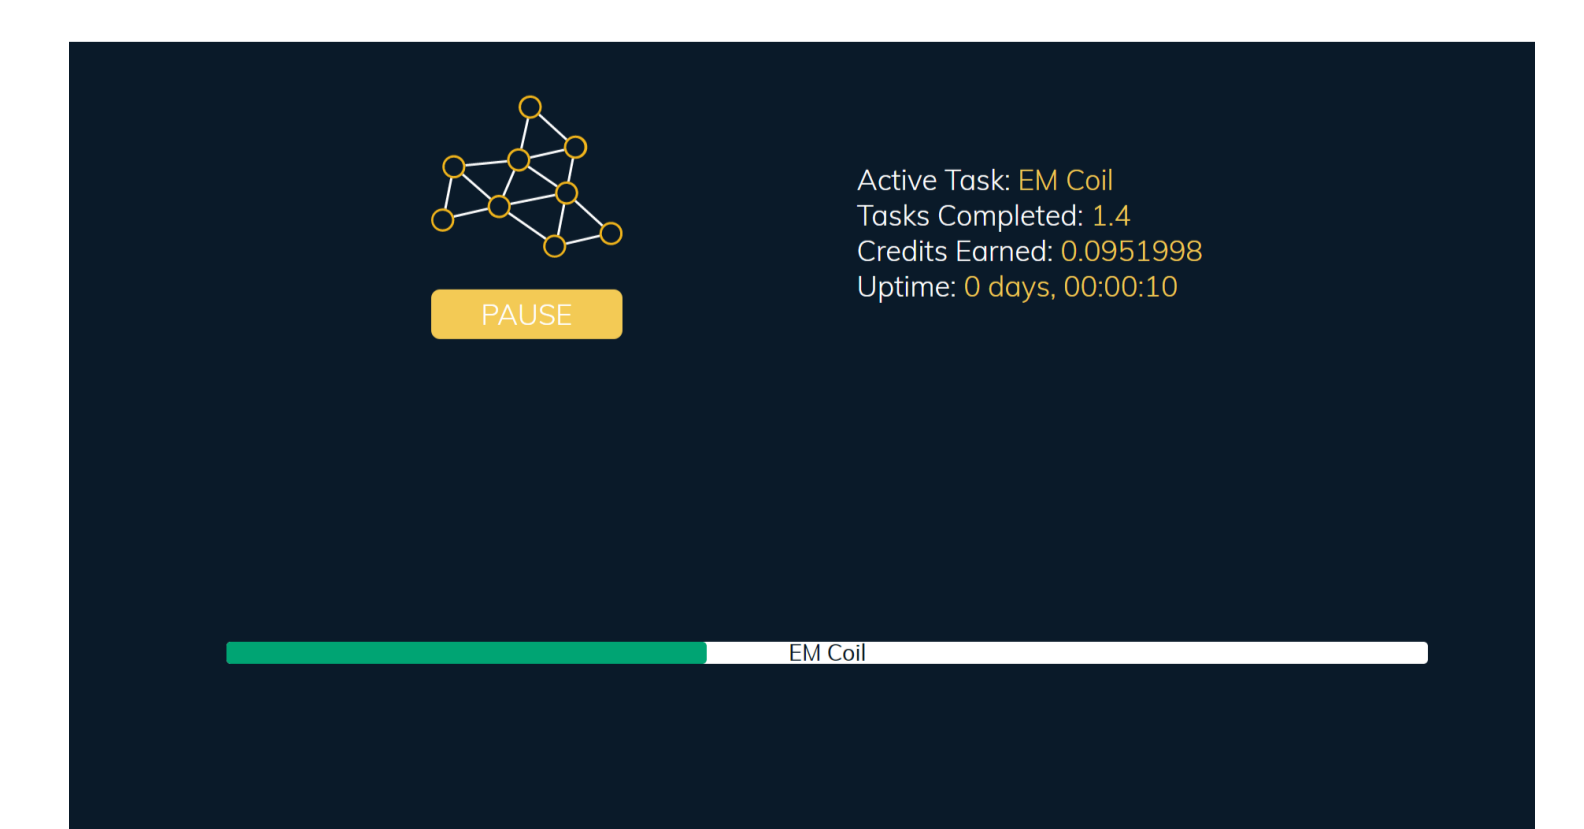 Active Task: EM Coil
Tasks Completed: 1.4
Credits Earned: 0.0951998
Uptime: 0 days, 00:00:10
PAUSE
EM Coil